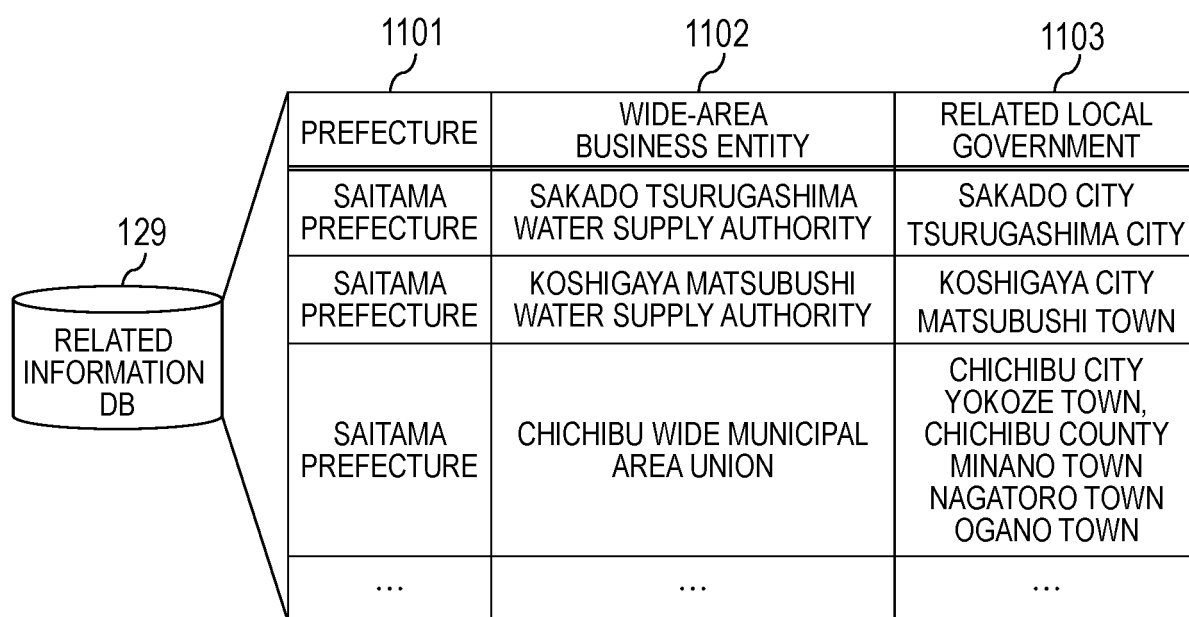 1101
1102
1103
129
RELATED
INFORMATION
DB
PREFECTURE
WIDE-AREA
BUSINESS ENTITY
RELATED LOCAL
GOVERNMENT
SAITAMA
PREFECTURE
SAKADO TSURUGASHIMA
WATER SUPPLY AUTHORITY
SAKADO CITY
TSURUGASHIMA CITY
SAITAMA
PREFECTURE
KOSHIGAYA MATSUBUSHI
WATER SUPPLY AUTHORITY
KOSHIGAYA CITY
MATSUBUSHI TOWN
SAITAMA
PREFECTURE
CHICHIBU WIDE MUNICIPAL
AREA UNION
CHICHIBU CITY
YOKOZE TOWN,
CHICHIBU COUNTY
MINANO TOWN
NAGATORO TOWN
OGANO TOWN
...
...
...